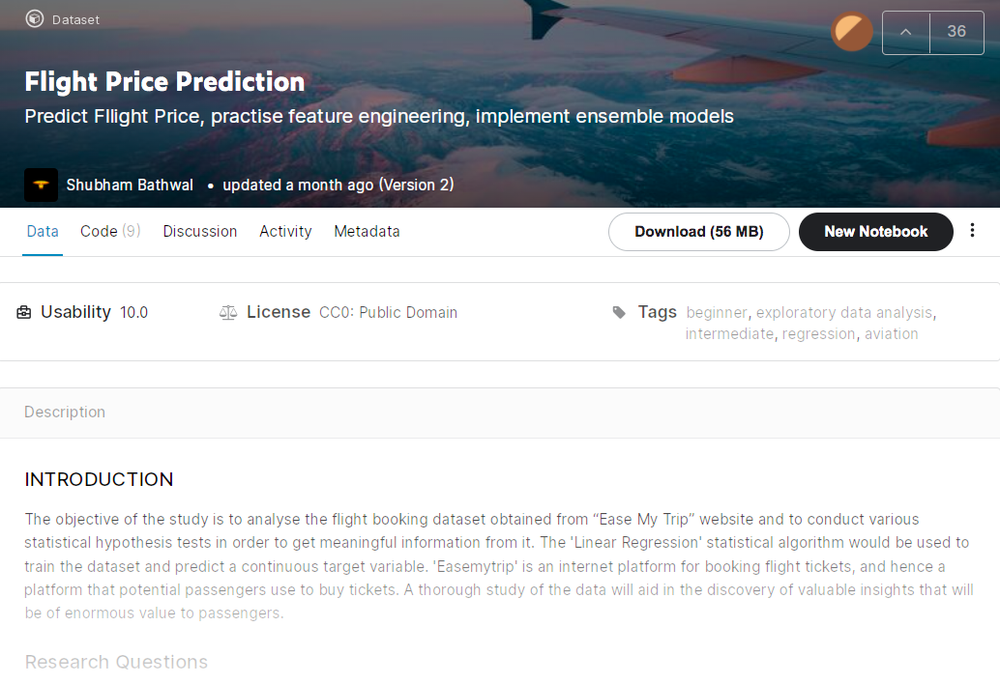 Dataset
36
Flight Price Prediction
Predict Fllight Price, practise feature engineering, implement ensemble models
Shubham Bathwal • updated a month ago (Version 2)
Data Code (9) Discussion Activity Metadata Download (56 MB) New Notebook
Usability 10.0 License CC0: Public Domain Tags beginner, exploratory data analysis,
intermediate, regression, aviation
Description
INTRODUCTION
The objective of the study is to analyse the flight booking dataset obtained from “Ease My Trip” website and to conduct various
statistical hypothesis tests in order to get meaningful information from it. The 'Linear Regression' statistical algorithm would be used to
train the dataset and predict a continuous target variable. 'Easemytrip' is an internet platform for booking flight tickets, and hence a
platform that potential passengers use to buy tickets. A thorough study of the data will aid in the discovery of valuable insights that will
be of enormous value to passengers.
Research Questions